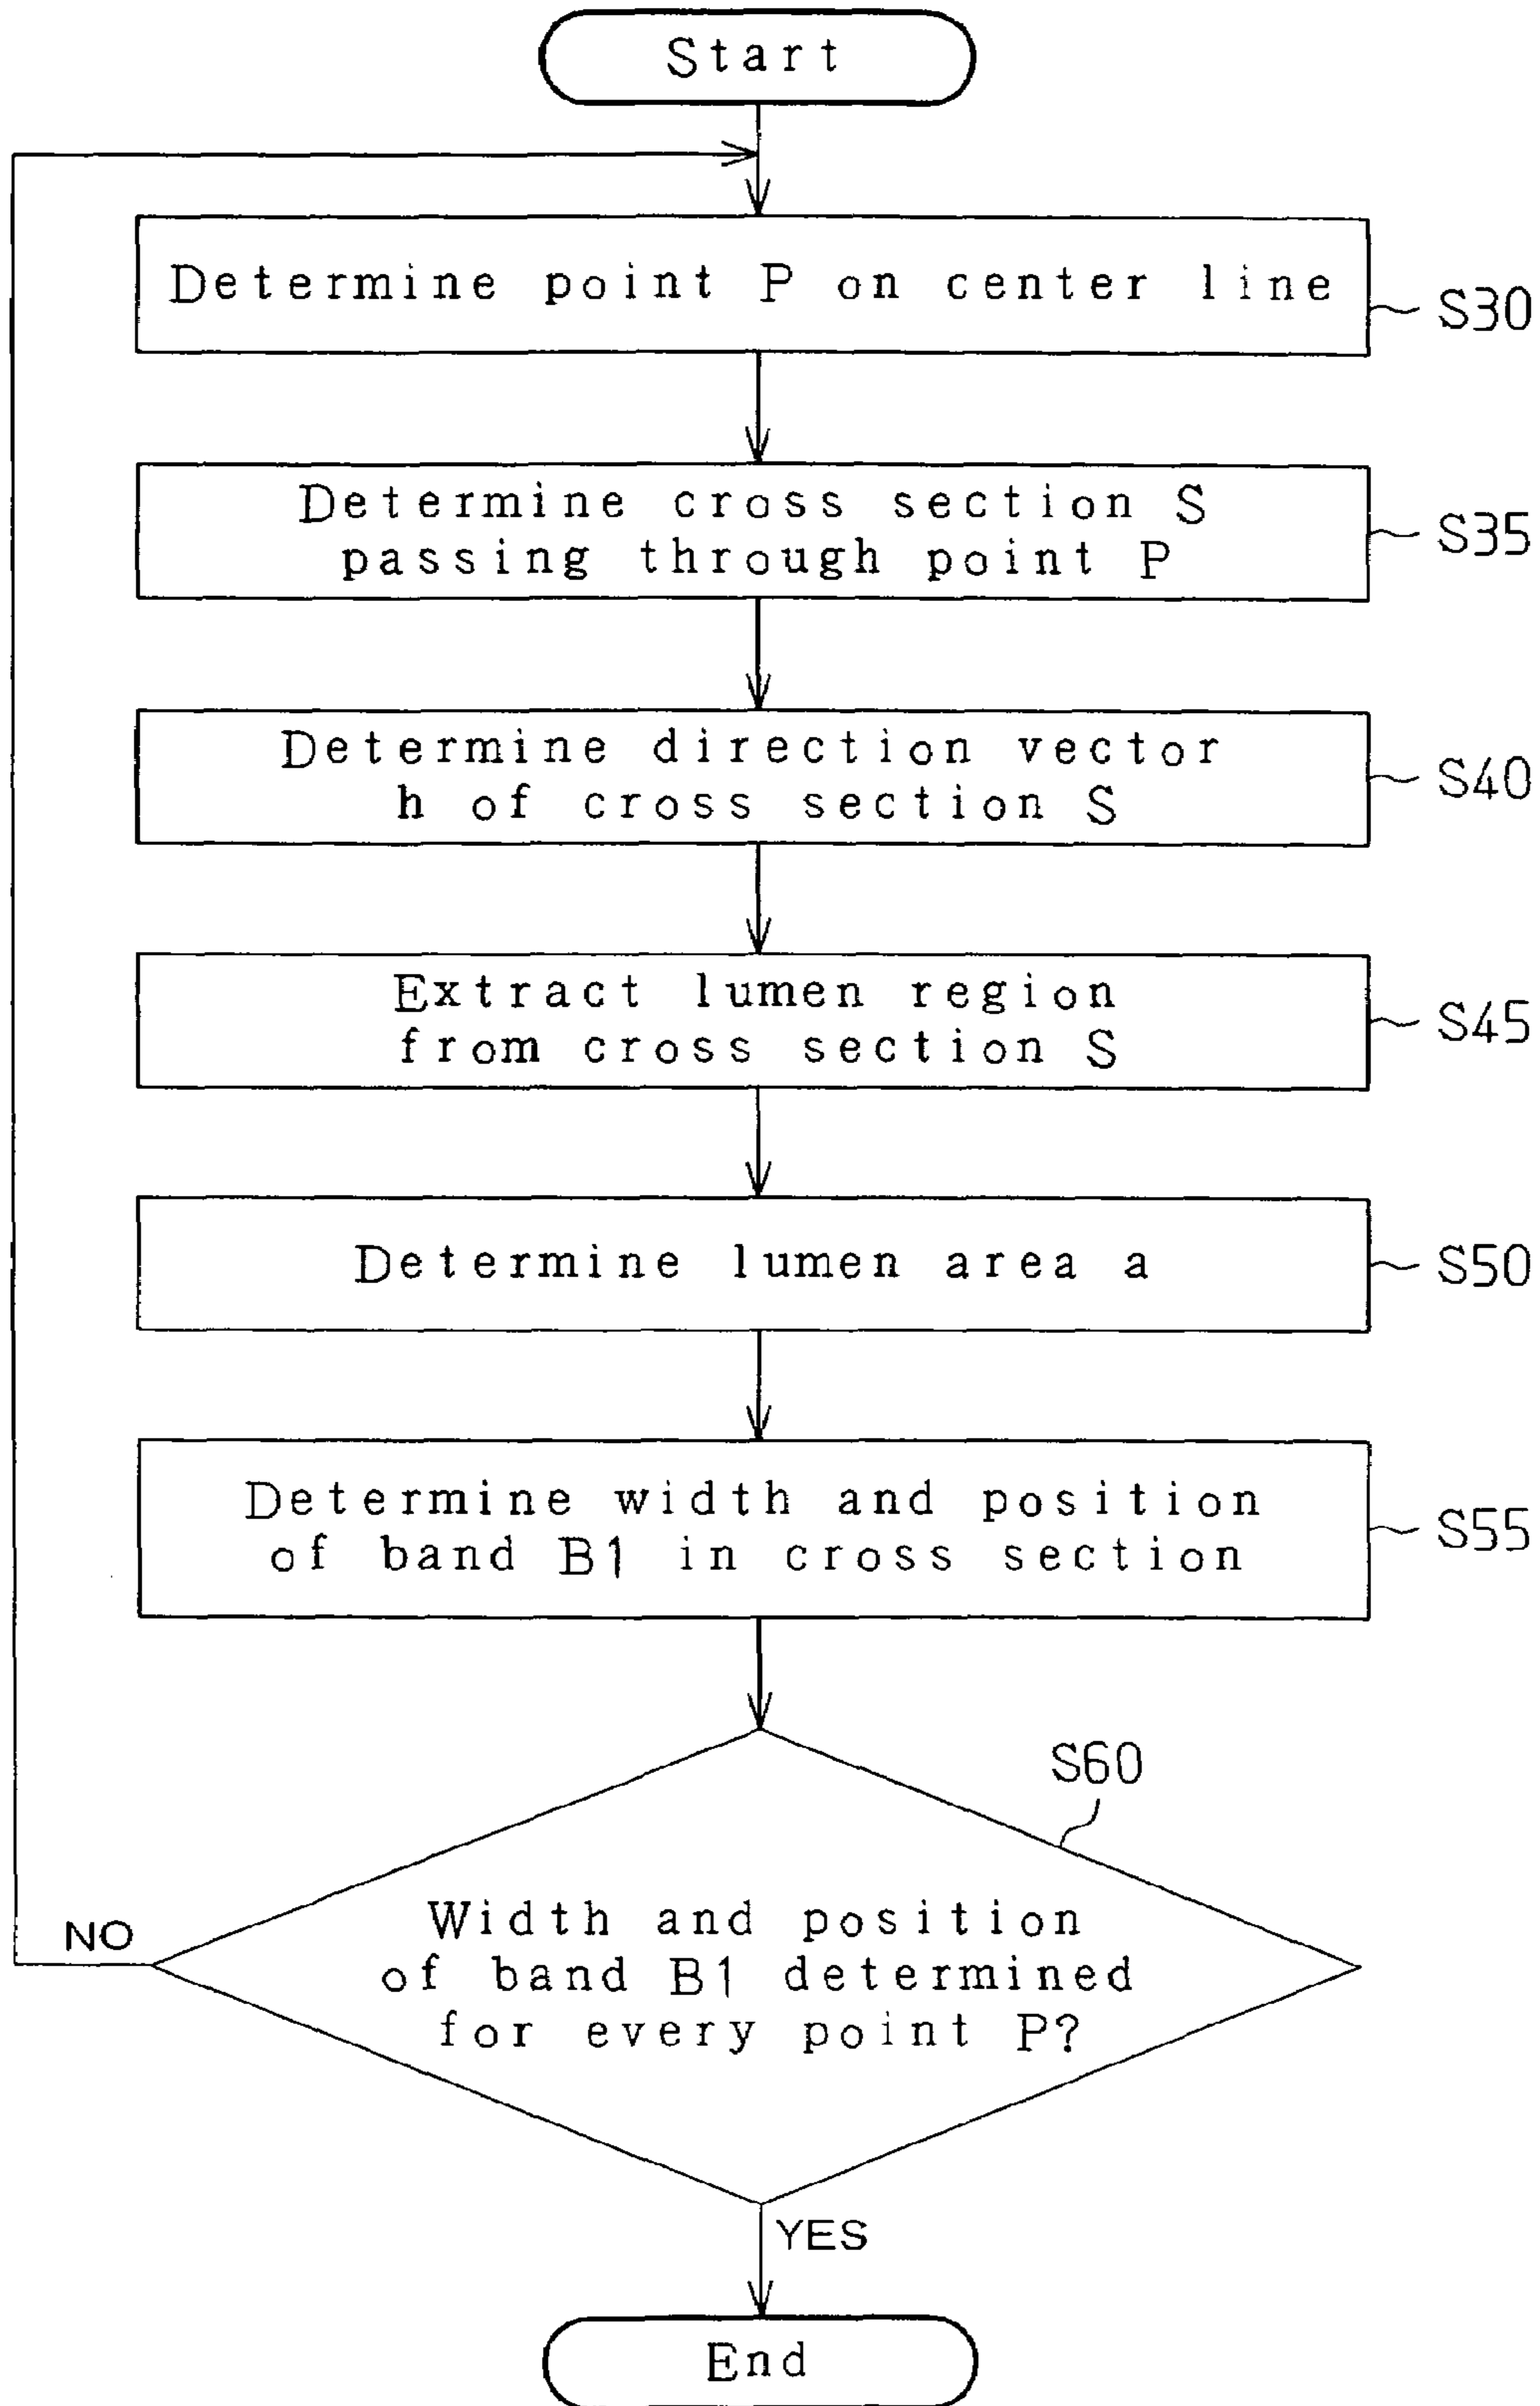 Start
Determine point P on center line
S30
Determine cross section S
passing through point P
S35
Determine direction vector
h of cross section S
S40
Extract lumen region
from cross section S
S45
Determine lumen area a
S50
Determine width and position
of band B1 in cross section
S55
S60
Width and position
of band B1 determined
for every point P?
NO
YES
End